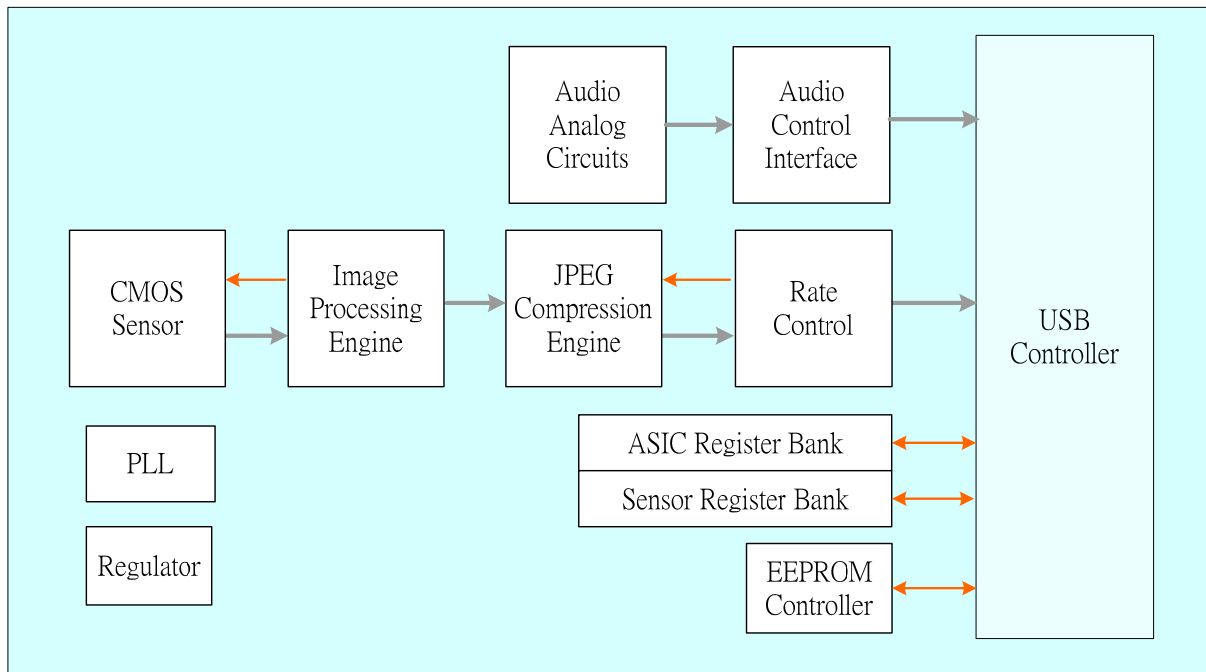 Audio
Analog
Circuits
Audio
Control
Interface
CMOS
Sensor
Image
Processing
Engine
JPEG
Compression
Engine
Rate
Control
USB
Controller
PLL
Regulator
ASIC Register Bank
Sensor Register Bank
EEPROM
Controller